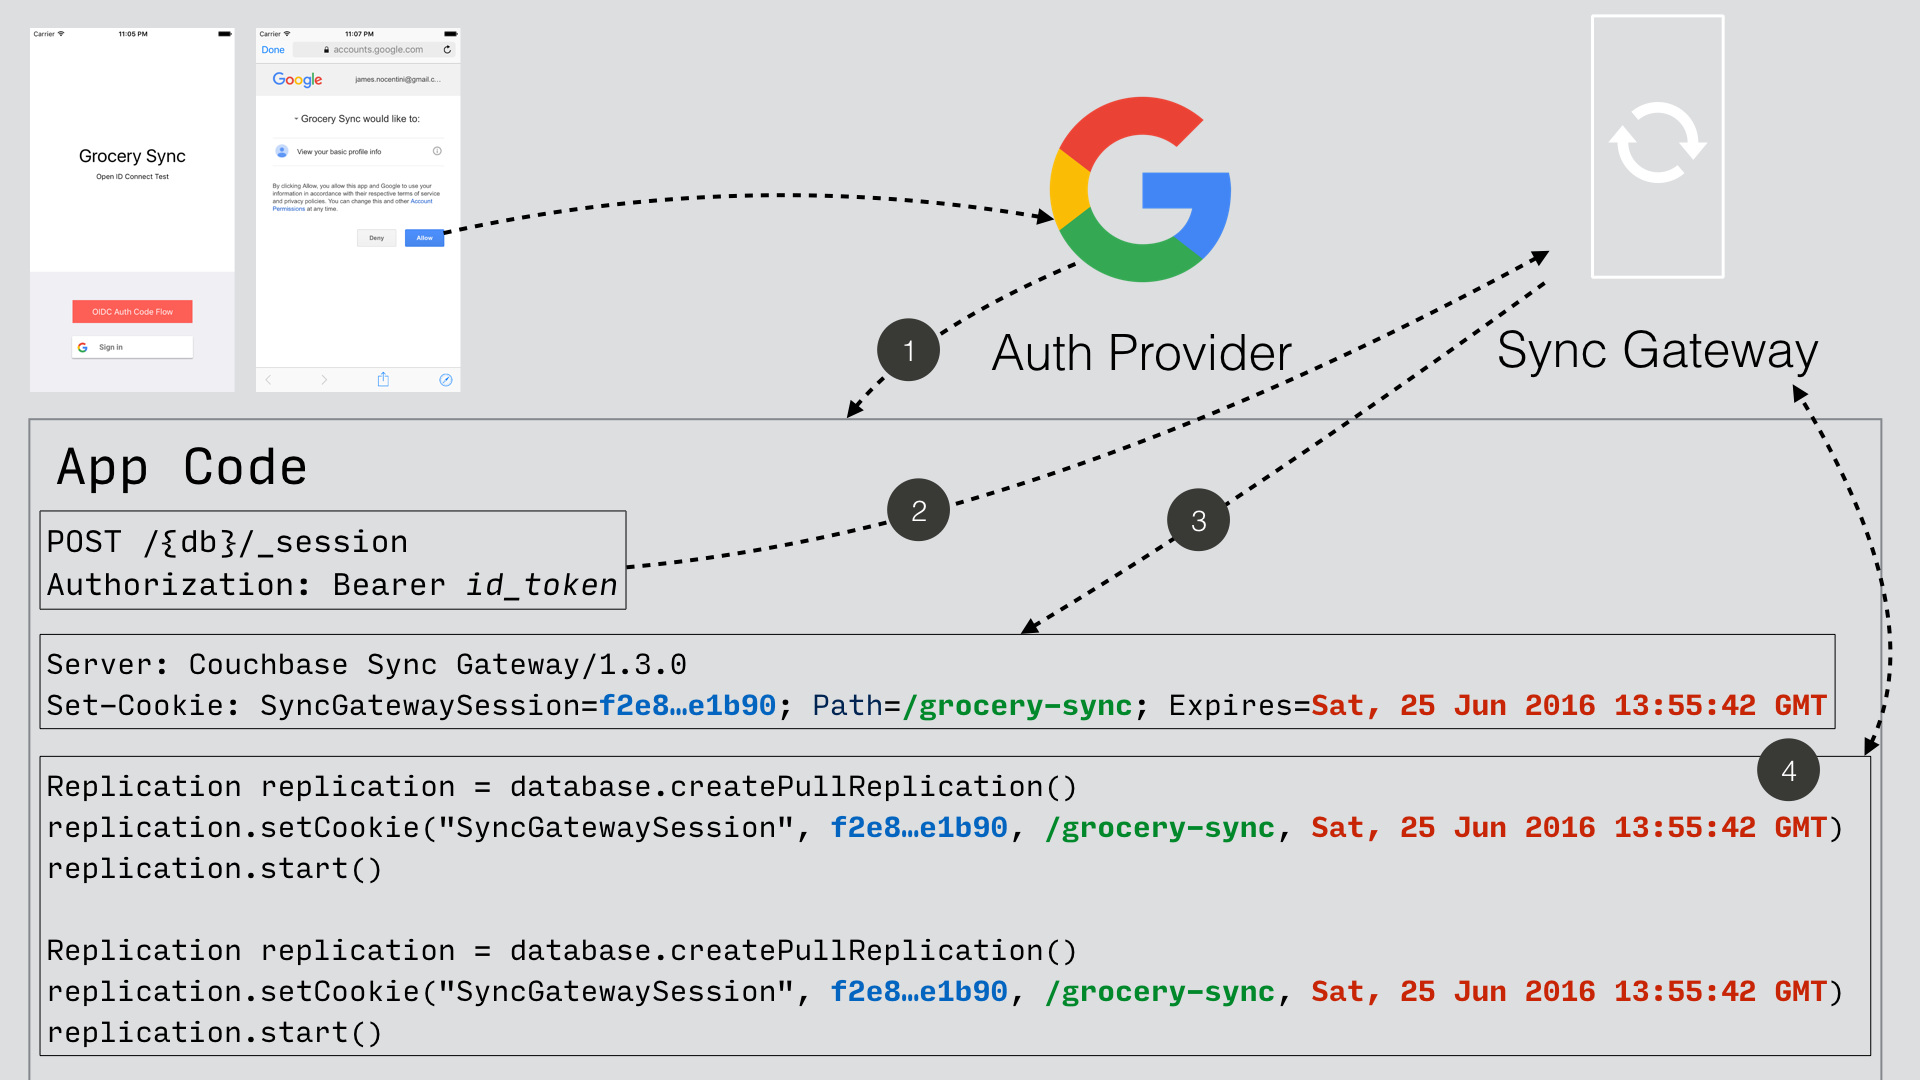 Carrier 11:05 PM
Grocery Sync
Open ID Connect Test
OIDC Auth Code Flow
Sign in
Carrier 11:07 PM
Done accounts.google.com
Google james.nocentini@gmail.c...
Grocery Sync would like to:
View your basic profile info
By clicking Allow, you allow this app and Google to use your
information in accordance with their respective terms of service
and privacy policies. You can change this and other Account
Permissions at any time.
Deny Allow
Auth Provider
Sync Gateway
1
2
3
4
App Code
POST /{db}/_session
Authorization: Bearer id_token
Server: Couchbase Sync Gateway/1.3.0
Set-Cookie: SyncGatewaySession=f2e8…e1b90; Path=/grocery-sync; Expires=Sat, 25 Jun 2016 13:55:42 GMT
Replication replication = database.createPullReplication()
replication.setCookie("SyncGatewaySession", f2e8…e1b90, /grocery-sync, Sat, 25 Jun 2016 13:55:42 GMT)
replication.start()
Replication replication = database.createPullReplication()
replication.setCookie("SyncGatewaySession", f2e8…e1b90, /grocery-sync, Sat, 25 Jun 2016 13:55:42 GMT)
replication.start()